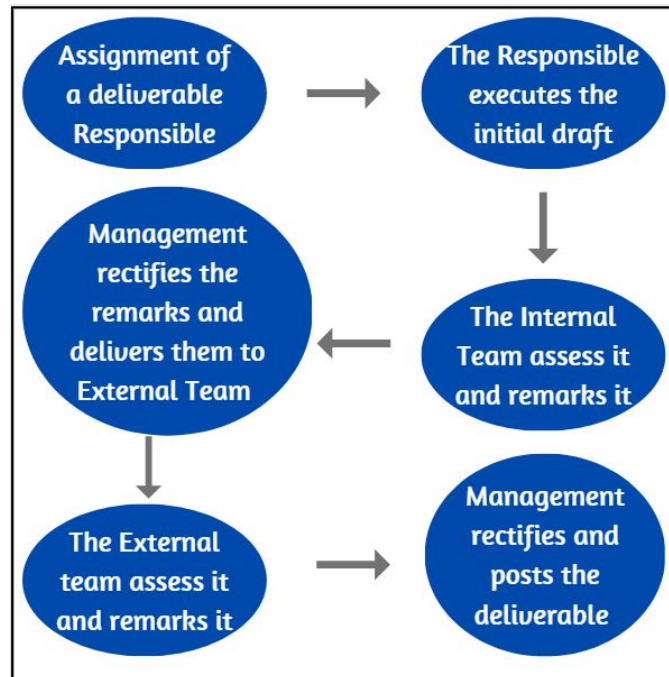 Assignment of
a deliverable
Responsible
The Responsible
executes the
initial draft
The Internal
Team assess it
and remarks it
Management
rectifies the
remarks and
delivers them to
External Team
The External
team assess it
and remarks it
Management
rectifies and
posts the
deliverable